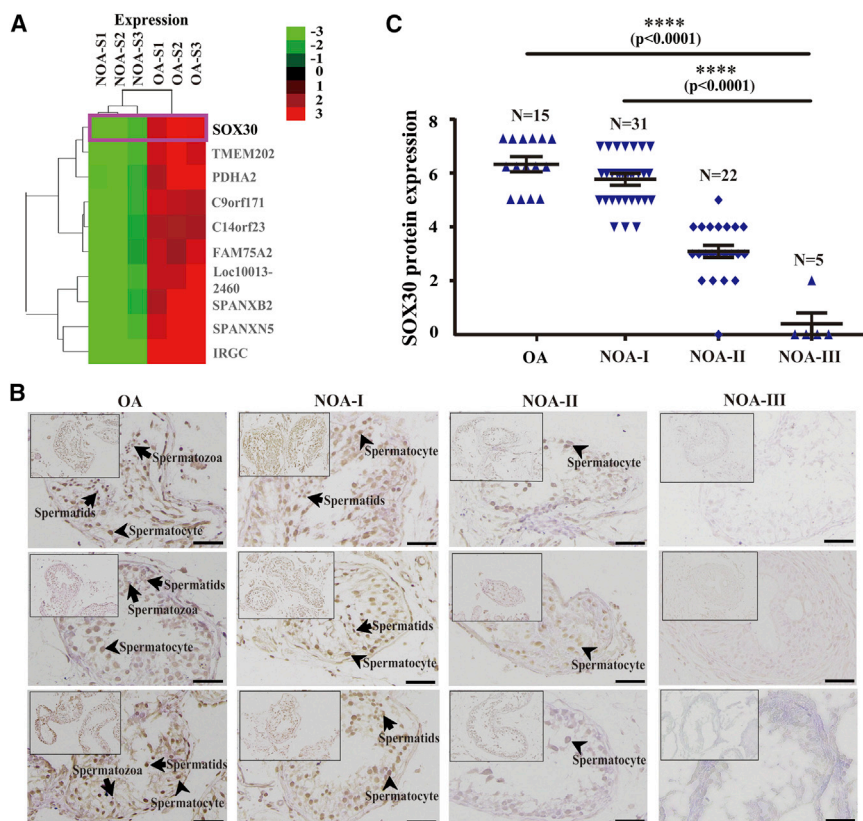 A
Expression
NOA-S1
NOA-S2
NOA-S3
OA-S1
OA-S2
OA-S3
-3
-2
-1
0
1
2
3
SOX30
TMEM202
PDHA2
C9orf171
C14orf23
FAM75A2
Loc10013-
2460
SPANXB2
SPANXN5
IRGC
C
****
(p<0.0001)
****
(p<0.0001)
N=15
N=31
N=22
N=5
SOX30 protein expression
8
6
4
2
0
OA
NOA-I
NOA-II
NOA-III
B
OA
NOA-I
NOA-II
NOA-III
Spermatozoa
Spermatids
Spermatocyte
Spermatocyte
Spermatids
Spermatocyte
Spermatids
Spermatozoa
Spermatocyte
Spermatids
Spermatocyte
Spermatocyte
Spermatozoa
Spermatids
Spermatocyte
Spermatids
Spermatocyte
Spermatocyte